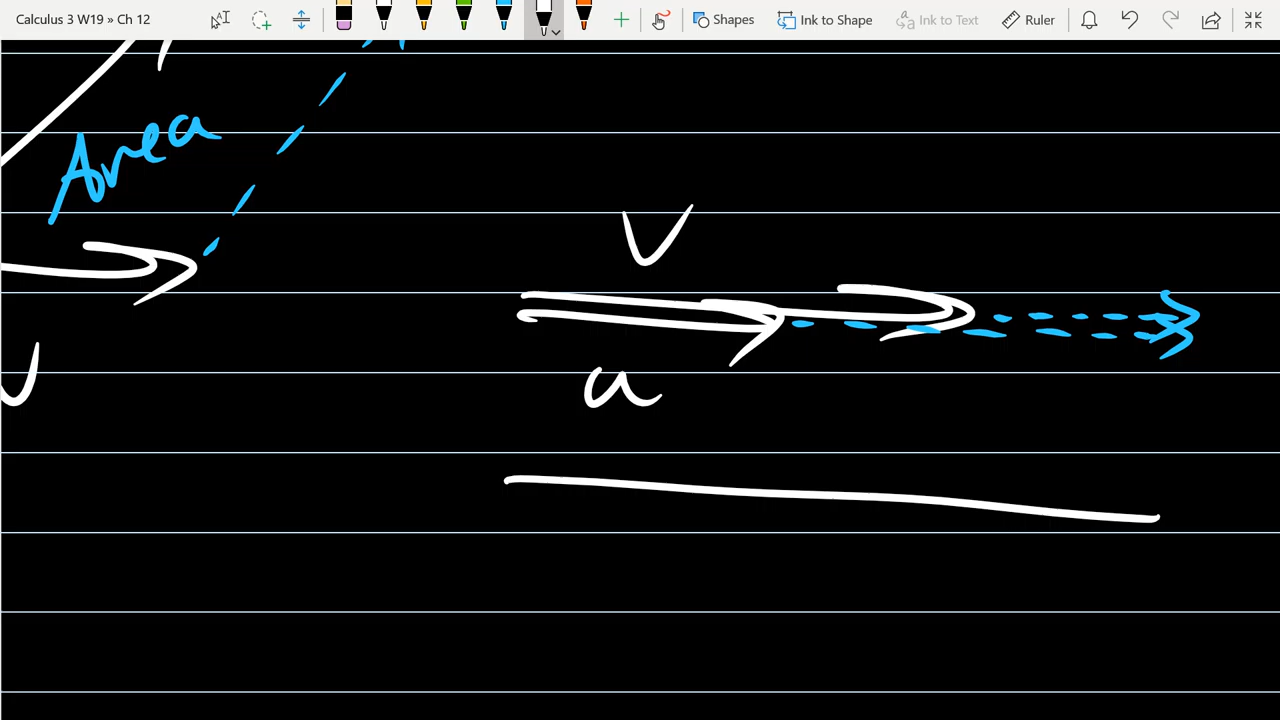 Calculus 3 W19 » Ch 12
Shapes
Ink to Shape
Ink to Text
Ruler
Area
V
a